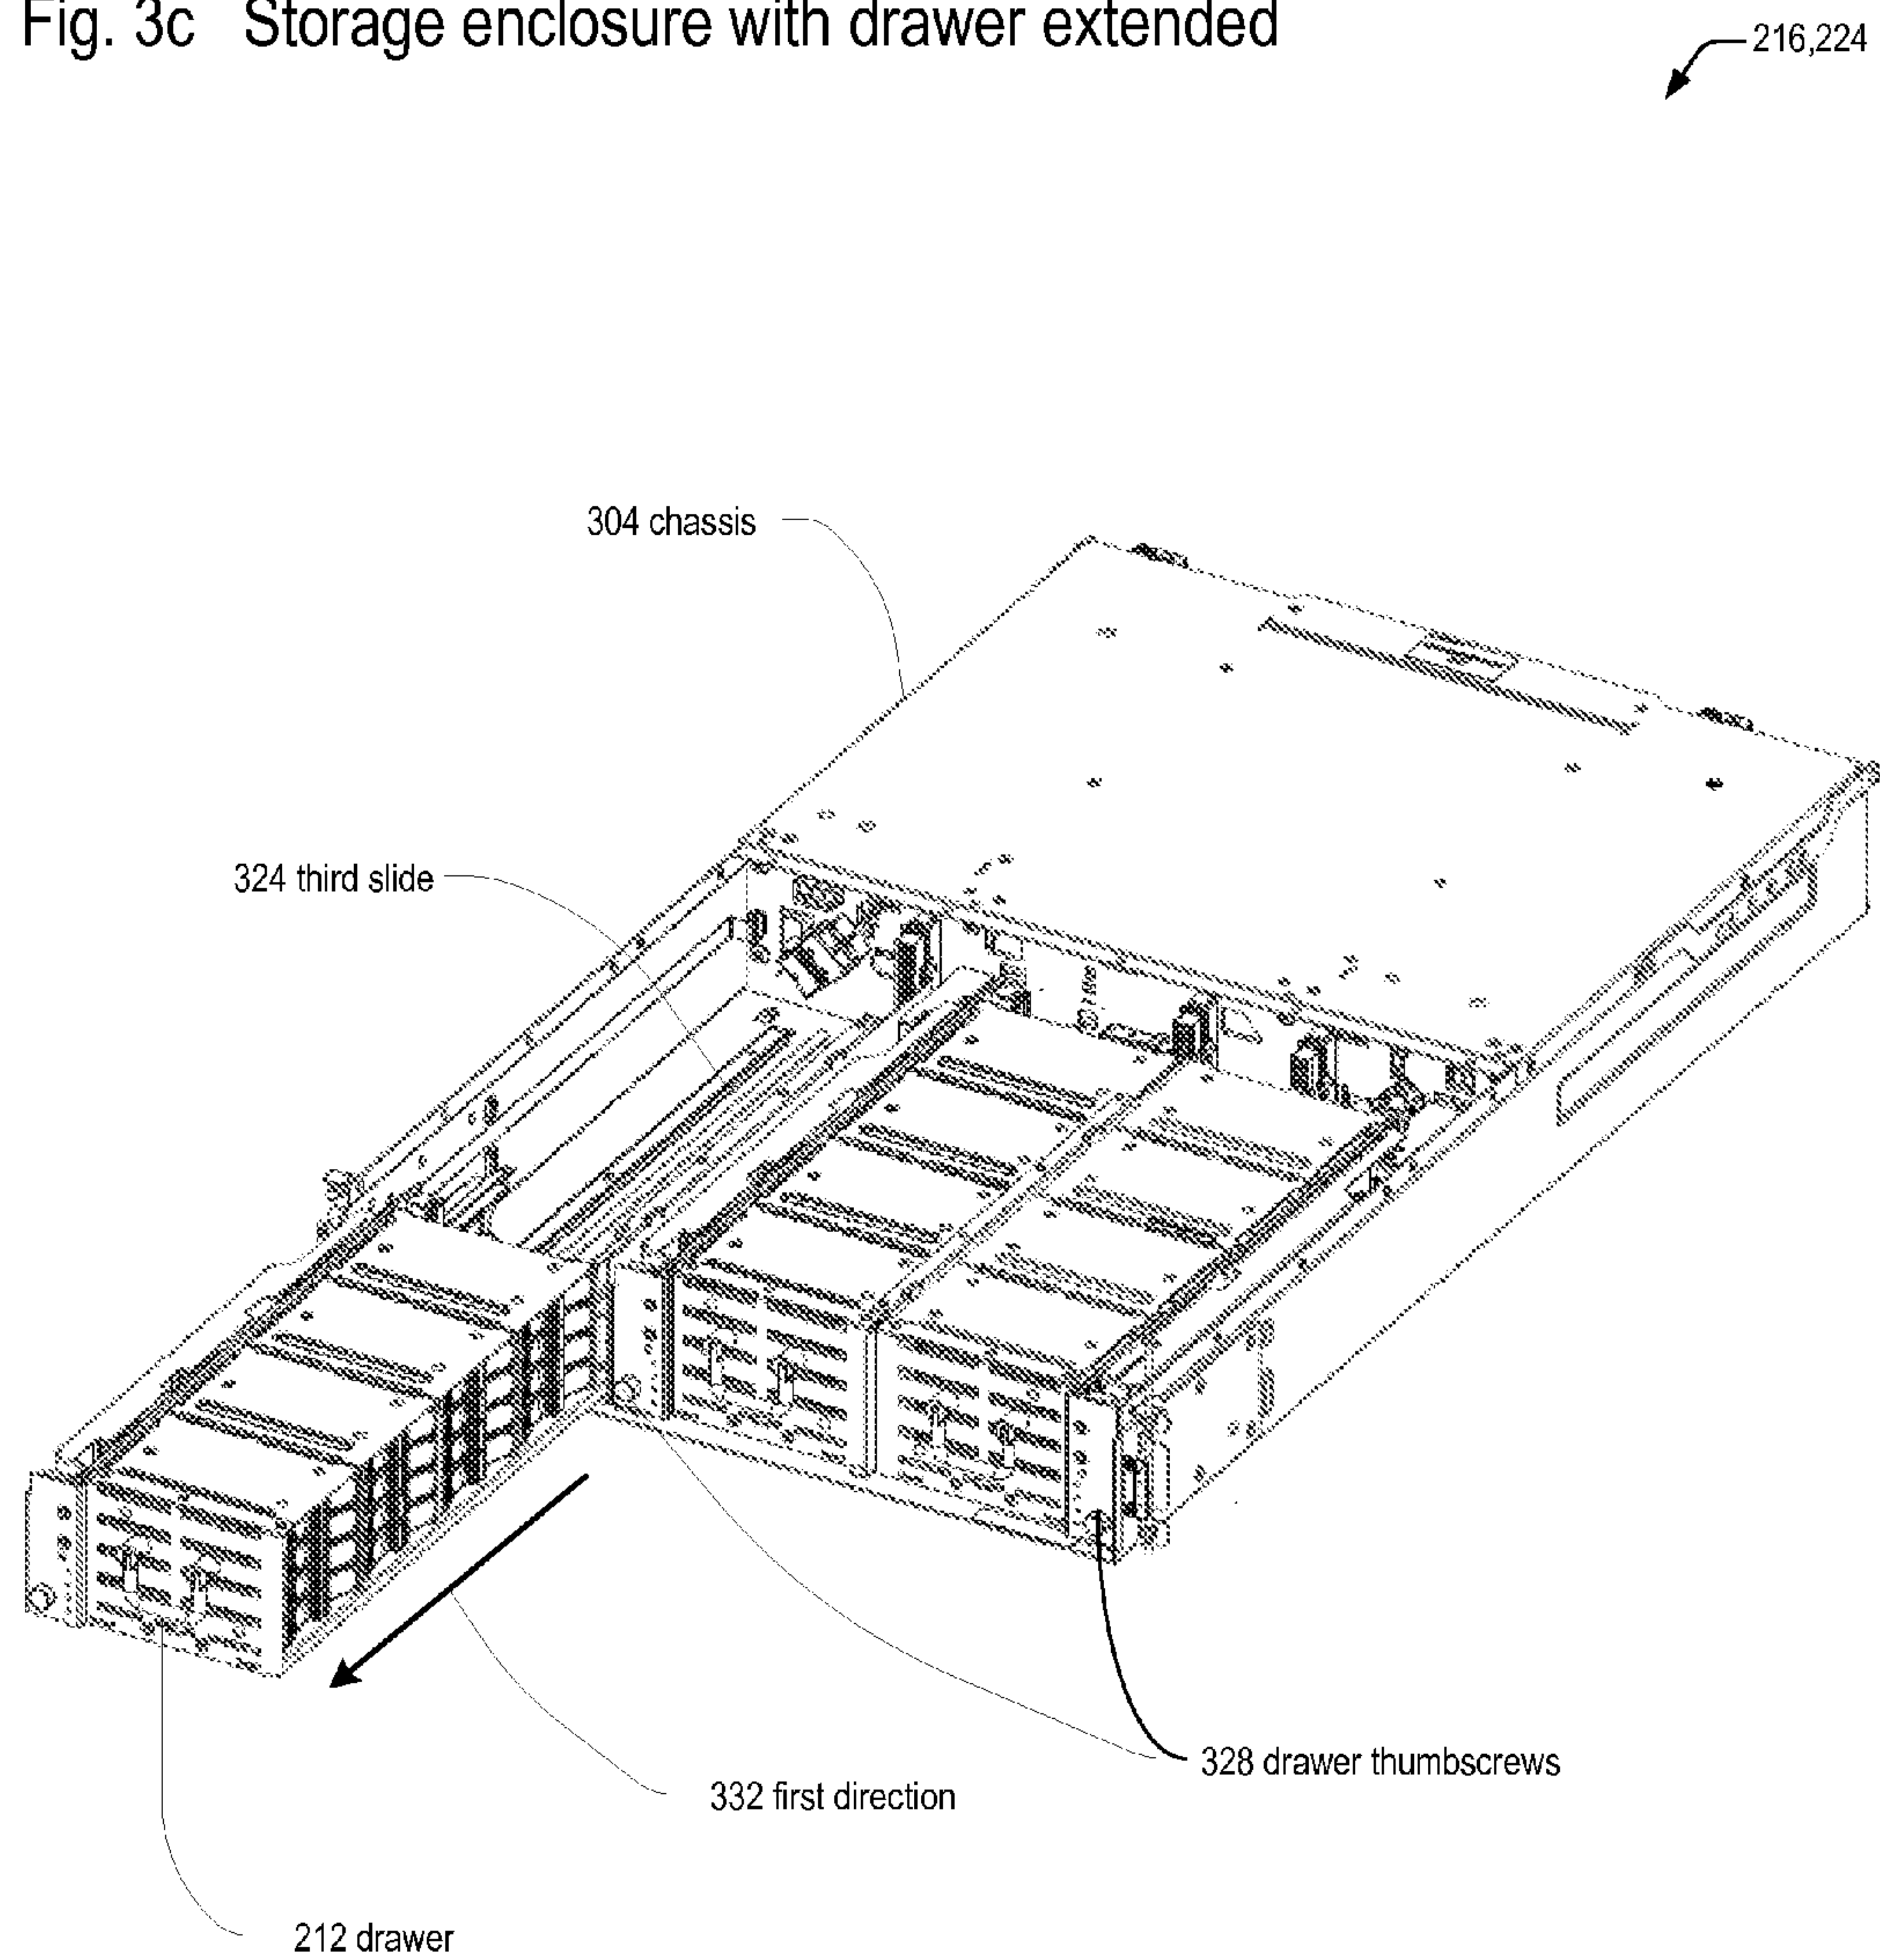 Fig. 3c Storage enclosure with drawer extended
216,224
304 chassis
324 third slide
328 drawer thumbscrews
332 first direction
212 drawer